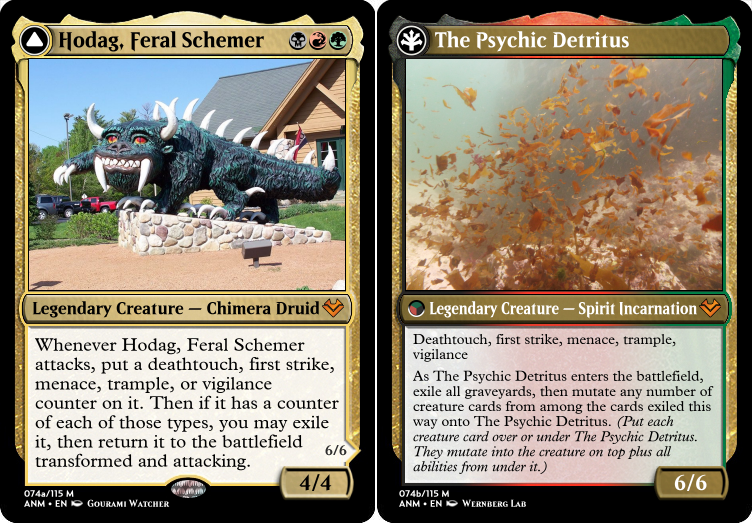 Hodag, Feral Schemer
Legendary Creature — Chimera Druid
Whenever Hodag, Feral Schemer
attacks, put a deathtouch, first strike,
menace, trample, or vigilance
counter on it. Then if it has a counter
of each of those types, you may exile
it, then return it to the battlefield
transformed and attacking.
6/6
4/4
074a/115 M
ANM • EN Gourami Watcher
The Psychic Detritus
Legendary Creature — Spirit Incarnation
Deathtouch, first strike, menace, trample,
vigilance
As The Psychic Detritus enters the battlefield,
exile all graveyards, then mutate any number of
creature cards from among the cards exiled this
way onto The Psychic Detritus. (Put each
creature card over or under The Psychic Detritus.
They mutate into the creature on top plus all
abilities from under it.)
6/6
074b/115 M
ANM • EN Wernberg Lab